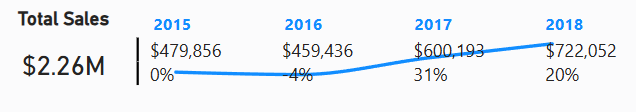 Total Sales
$2.26M
2015 2016 2017 2018
$479,856 $459,436 $600,193 $722,052
0% -4% 31% 20%